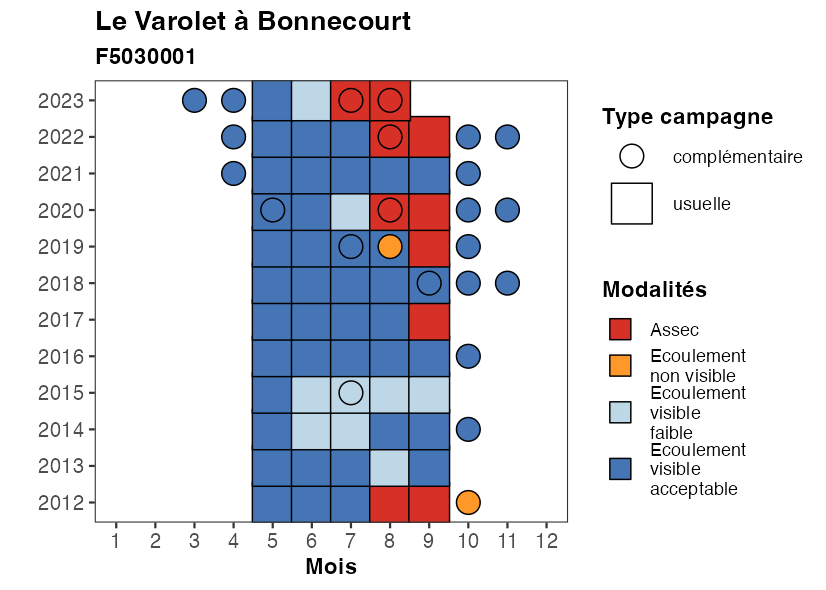 Le Varolet à Bonnecourt
F5030001
2023
2022
2021
2020
2019
2018
2017
2016
2015
2014
2013
2012
1 2 3 4 5 6 7 8 9 10 11 12
Mois
Type campagne
complémentaire
usuelle
Modalités
Assec
Ecoulement
non visible
Ecoulement
visible
faible
Ecoulement
visible
acceptable